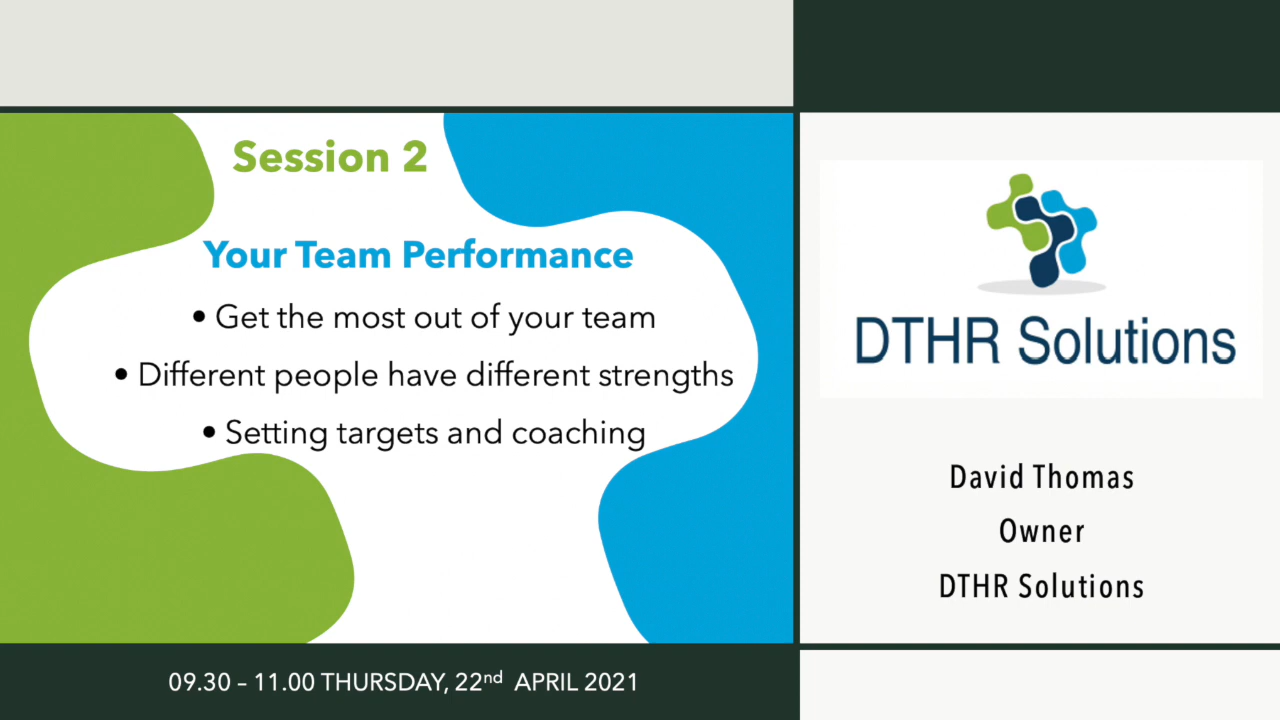 Session 2
Your Team Performance
• Get the most out of your team
• Different people have different strengths
• Setting targets and coaching
09.30 – 11.00 THURSDAY, 22nd APRIL 2021
DTHR Solutions
David Thomas
Owner
DTHR Solutions